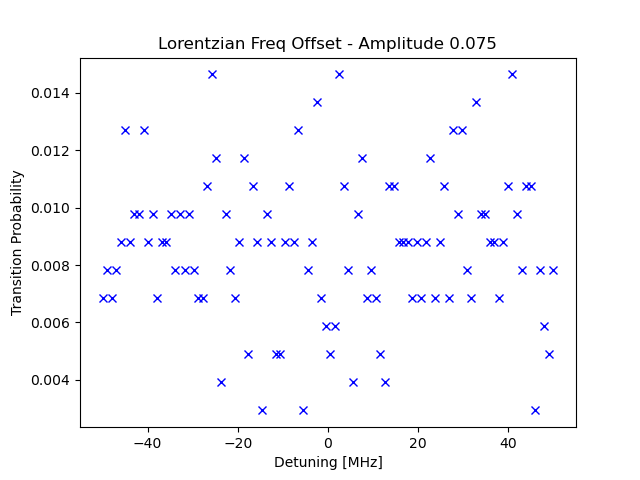 Lorentzian Freq Offset - Amplitude 0.075
Transition Probability
0.014
0.012
0.010
0.008
0.006
0.004
−40 −20 0 20 40
Detuning [MHz]